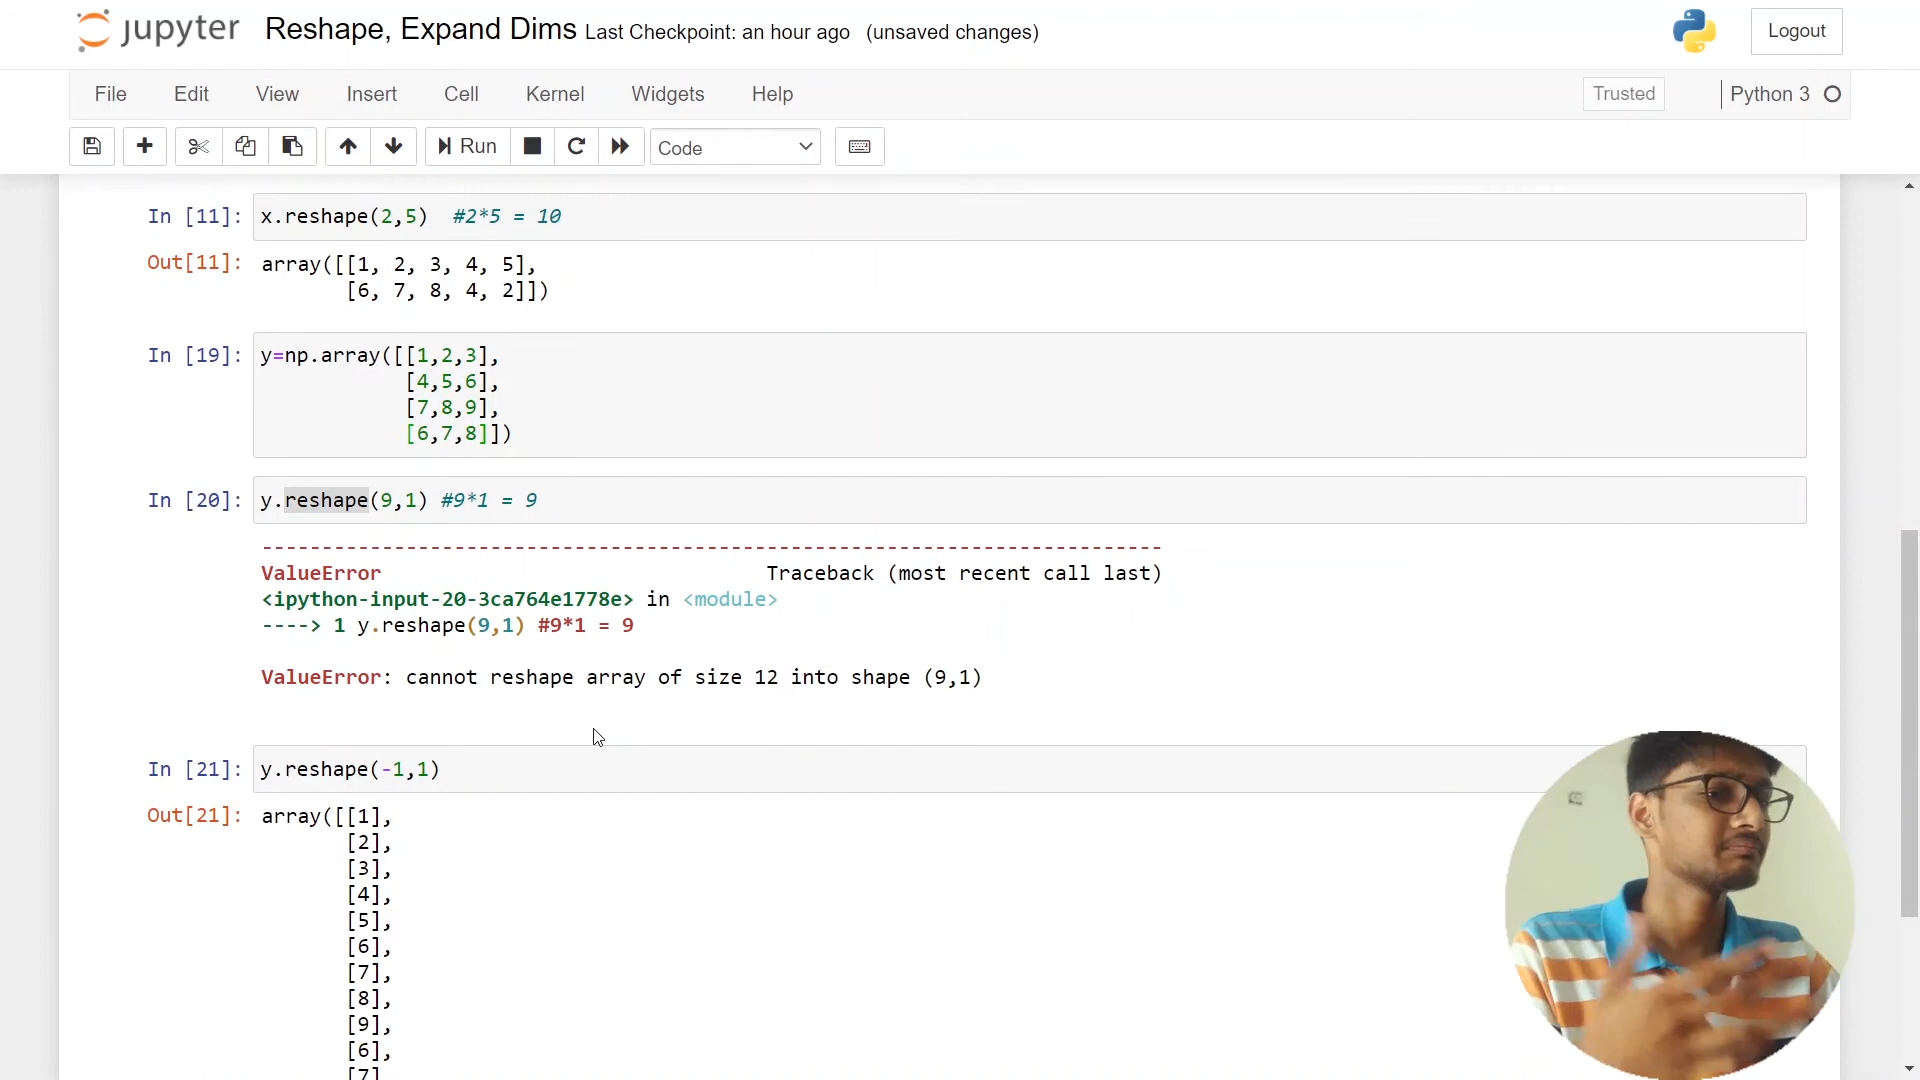 jupyter Reshape, Expand Dims Last Checkpoint: an hour ago (unsaved changes) Logout
File Edit View Insert Cell Kernel Widgets Help Trusted Python 3
Run Code
In [11]: x.reshape(2,5)  #2*5 = 10
Out[11]: array([[1, 2, 3, 4, 5],
[6, 7, 8, 4, 2]])
In [19]: y=np.array([[1,2,3],
[4,5,6],
[7,8,9],
[6,7,8]])
In [20]: y.reshape(9,1) #9*1 = 9
---------------------------------------------------------------------------
ValueError Traceback (most recent call last)
<ipython-input-20-3ca764e1778e> in <module>
----> 1 y.reshape(9,1) #9*1 = 9
ValueError: cannot reshape array of size 12 into shape (9,1)
In [21]: y.reshape(-1,1)
Out[21]: array([[1],
[2],
[3],
[4],
[5],
[6],
[7],
[8],
[9],
[6],
[7]